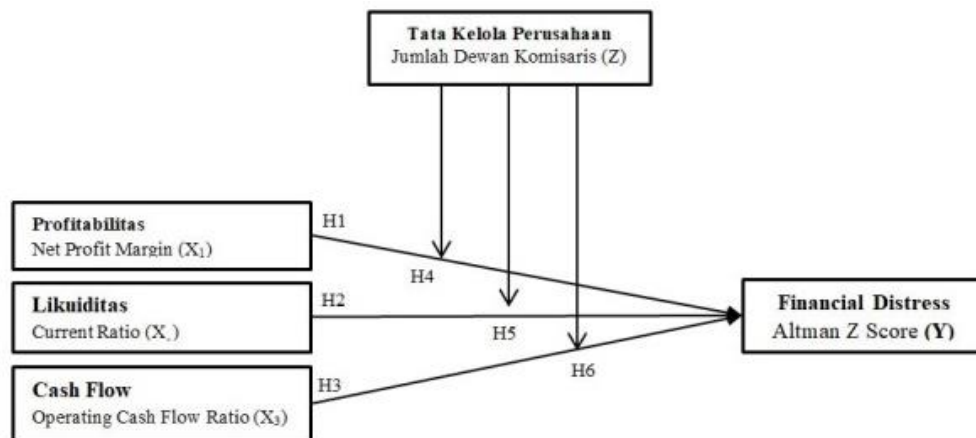 Tata Kelola Perusahaan
Jumlah Dewan Komisaris (Z)
Profitabilitas
Net Profit Margin (X₁)
H1
H4
Likuiditas
Current Ratio
H2
H5
Cash Flow
Operating Cash Flow Ratio (X₃)
H3
H6
Financial Distress
Altman Z Score (Y)